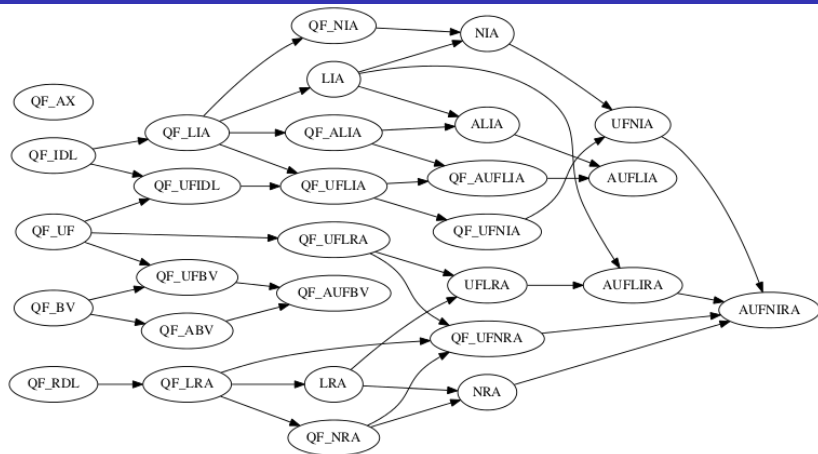 QF_NIA
NIA
LIA
QF_AX
QF_LIA
QF_ALIA
ALIA
UFNIA
QF_IDL
QF_UFIDL
QF_UFLIA
QF_AUFLIA
AUFLIA
QF_UF
QF_UFLRA
QF_UFNIA
QF_UFBV
QF_AUFBV
UFLRA
AUFLIRA
QF_BV
QF_ABV
QF_UFNRA
AUFNIRA
QF_RDL
QF_LRA
LRA
NRA
QF_NRA